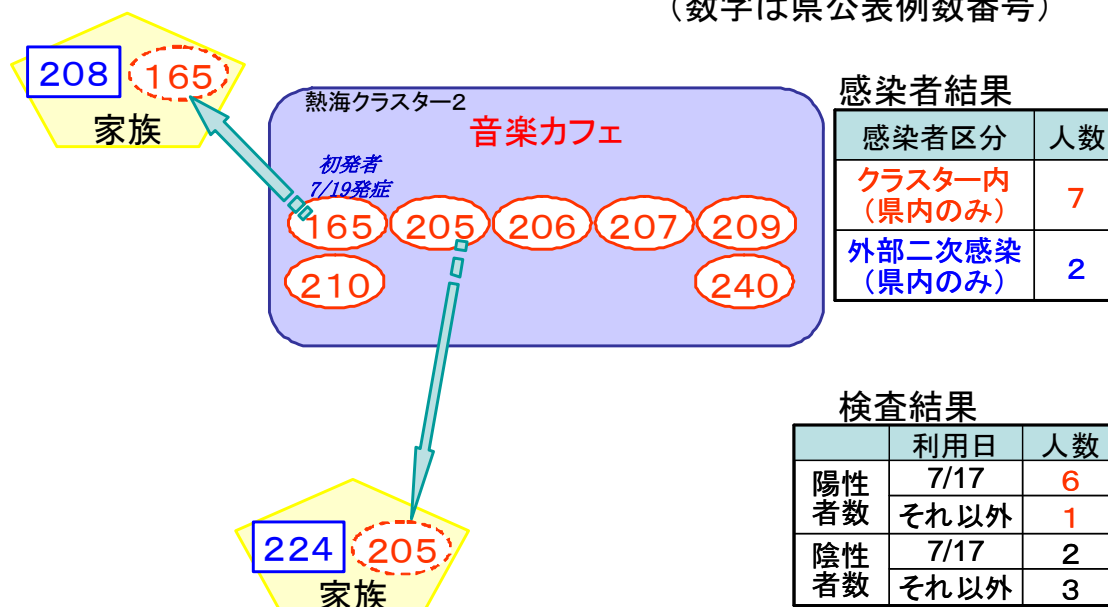 (数字は県公表例数番号)
208 165
家族
熱海クラスター2
音楽カフェ
初発者
7/19発症
165 205 206 207 209
210 240
224 205
家族
感染者結果
感染者区分 人数
クラスター内
(県内のみ) 7
外部二次感染
(県内のみ) 2
検査結果
利用日 人数
陽性者数 7/17 6
それ以外 1
陰性者数 7/17 2
それ以外 3